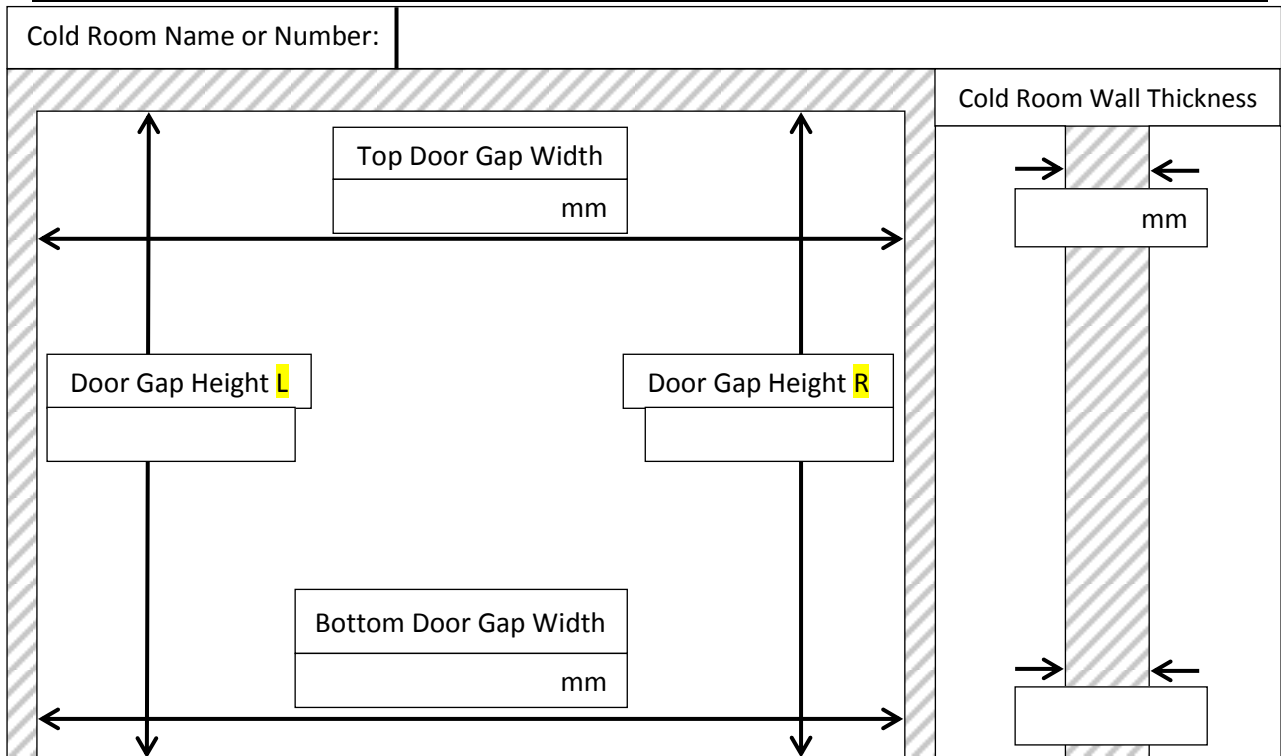 Cold Room Name or Number:
Cold Room Wall Thickness
Top Door Gap Width
mm
mm
Door Gap Height L
Door Gap Height R
Bottom Door Gap Width
mm